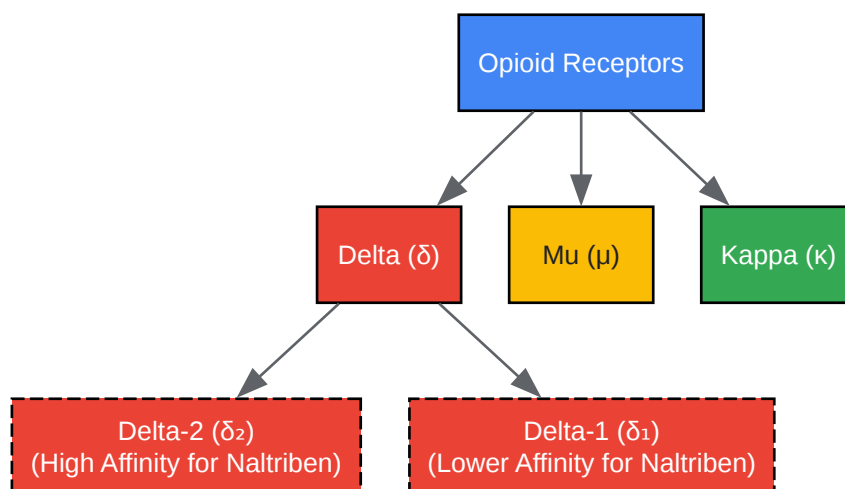 Opioid Receptors
Delta (δ)
Mu (μ)
Kappa (κ)
Delta-2 (δ₂)
(High Affinity for Naltriben)
Delta-1 (δ₁)
(Lower Affinity for Naltriben)